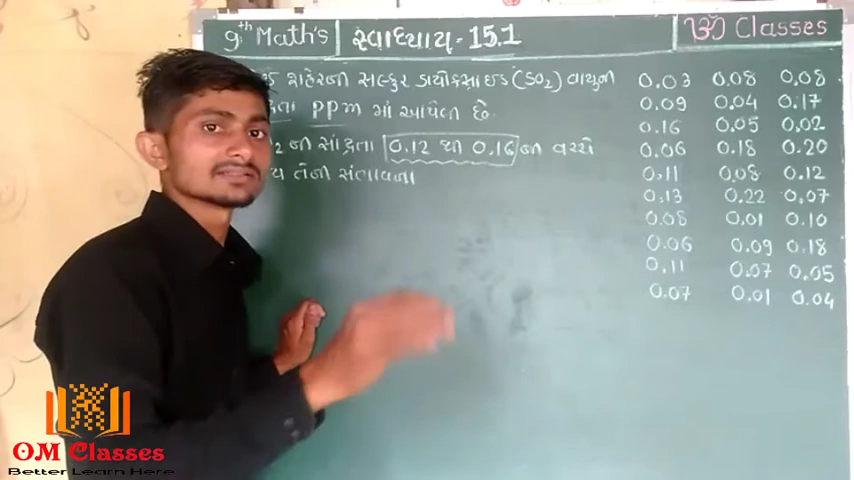 9th Math's સ્વાધ્યાય - 15.1 ૐ Classes
શહેરની સલ્ફર ડાયોક્સાઇડ (SO2) વાયુની
ppm માં આપેલી છે.
2 ની સાંદ્રતા 0.12 થી 0.16 ની વચ્ચે
તેની સંભાવના
0.03 0.08 0,08
0.09 0.04 0.17
0.16 0.05 0,02
0.06 0.18 0.20
0.11 0.08 0.12
0.13 0.22 0,07
0.08 0.01 0.10
0.06 0.09 0.18
0.11 0.07 0.05
0.07 0.01 0.04
OM Classes
Better Learn Here